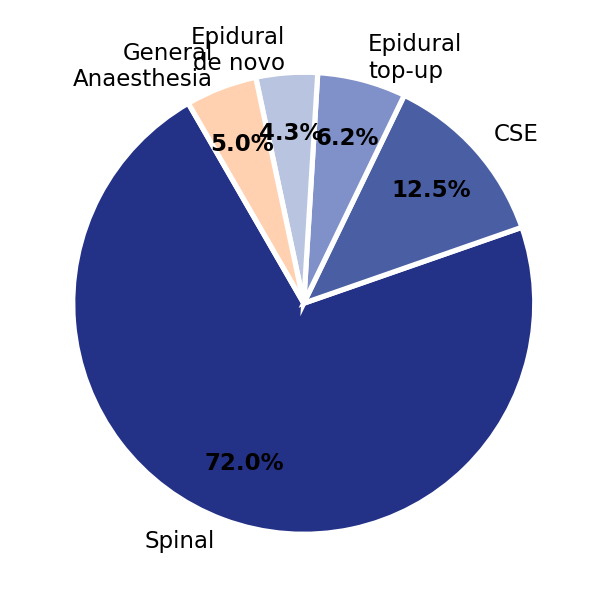 Epidural
de novo
General
Anaesthesia
Epidural
top-up
CSE
5.0%
4.3%
6.2%
12.5%
72.0%
Spinal